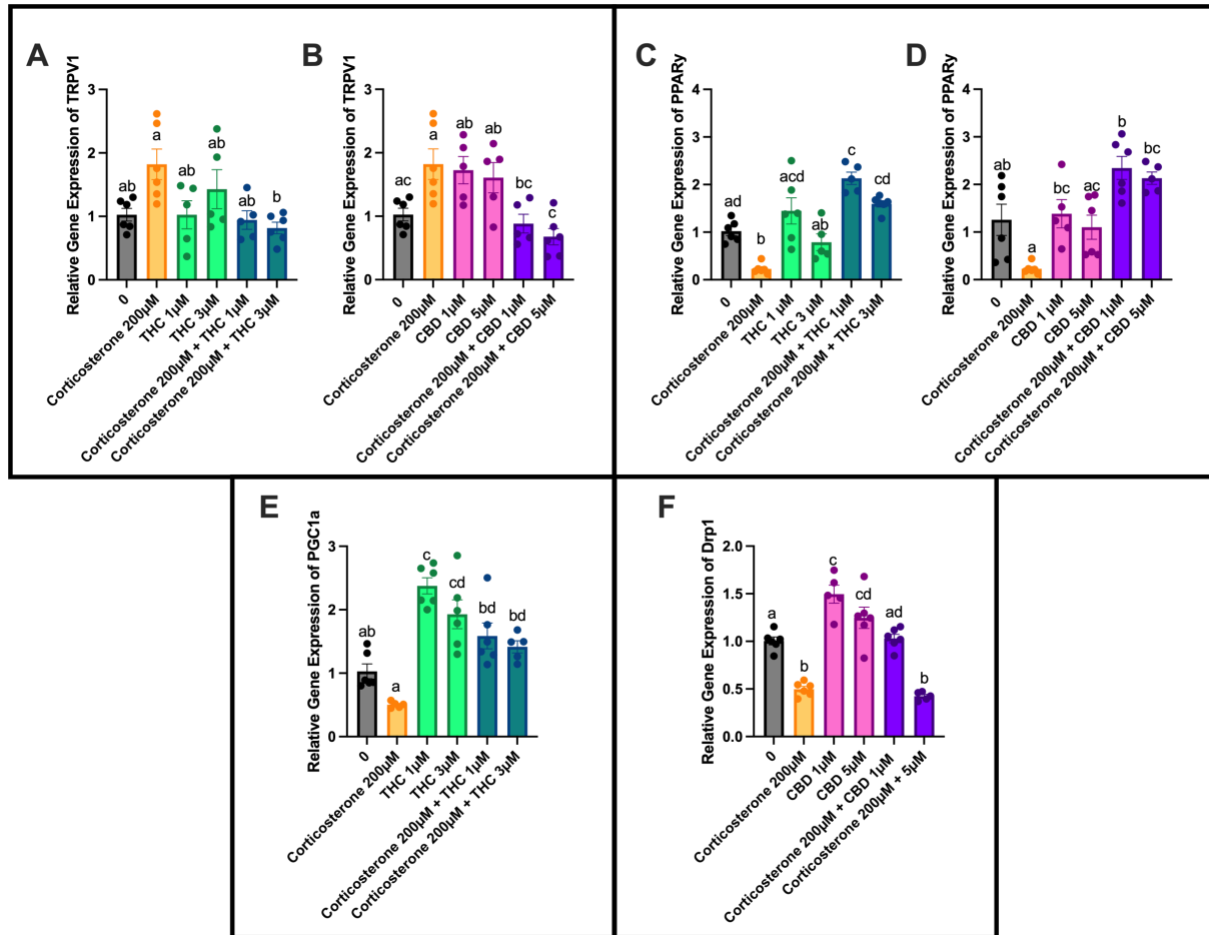 A
Relative Gene Expression of TRPV1
3
2
1
0
ab
a
ab
ab
ab
b
0
Corticosterone 200µM
THC 1µM
THC 3µM
Corticosterone 200µM + THC 1µM
Corticosterone 200µM + THC 3µM
B
Relative Gene Expression of TRPV1
3
2
1
0
ac
a
ab
ab
bc
c
0
Corticosterone 200µM
CBD 1µM
CBD 5µM
Corticosterone 200µM + CBD 1µM
Corticosterone 200µM + CBD 5µM
C
Relative Gene Expression of PPARy
4
3
2
1
0
ad
b
acd
ab
c
cd
0
Corticosterone 200µM
THC 1 µM
THC 3 µM
Corticosterone 200µM + THC 1µM
Corticosterone 200µM + THC 3µM
D
Relative Gene Expression of PPARy
4
3
2
1
0
ab
a
bc
ac
b
bc
0
Corticosterone 200µM
CBD 1 µM
CBD 5µM
Corticosterone 200µM + CBD 1µM
Corticosterone 200µM + CBD 5µM
E
Relative Gene Expression of PGC1a
3
2
1
0
ab
a
c
cd
bd
bd
0
Corticosterone 200µM
THC 1µM
THC 3µM
Corticosterone 200µM + THC 1µM
Corticosterone 200µM + THC 3µM
F
Relative Gene Expression of Drp1
2.0
1.5
1.0
0.5
0.0
a
b
c
cd
ad
b
0
Corticosterone 200µM
CBD 1µM
CBD 5µM
Corticosterone 200µM + CBD 1µM
Corticosterone 200µM + 5µM